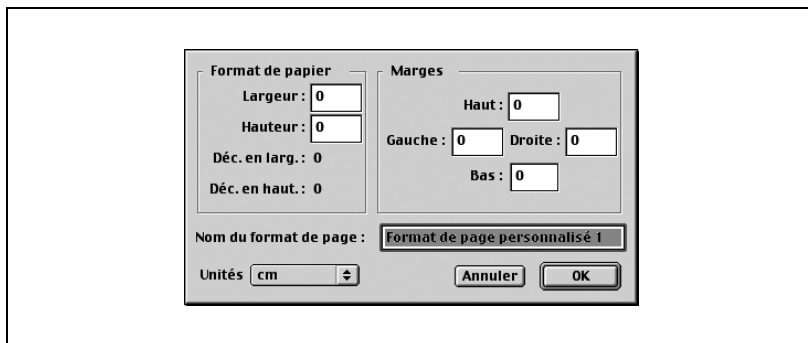 Format de papier
Largeur : 0
Hauteur : 0
Déc. en larg. : 0
Déc. en haut. : 0
Marges
Haut : 0
Gauche : 0 Droite : 0
Bas : 0
Nom du format de page : Format de page personnalisé 1
Unités cm
Annuler OK